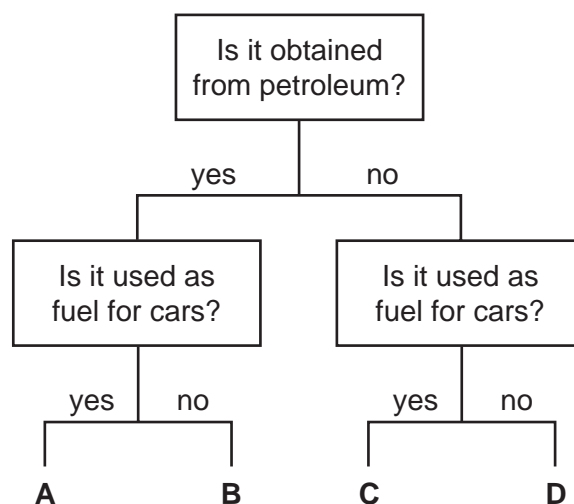 Is it obtained
from petroleum?
yes no
Is it used as
fuel for cars?
Is it used as
fuel for cars?
yes no
yes no
A B C D